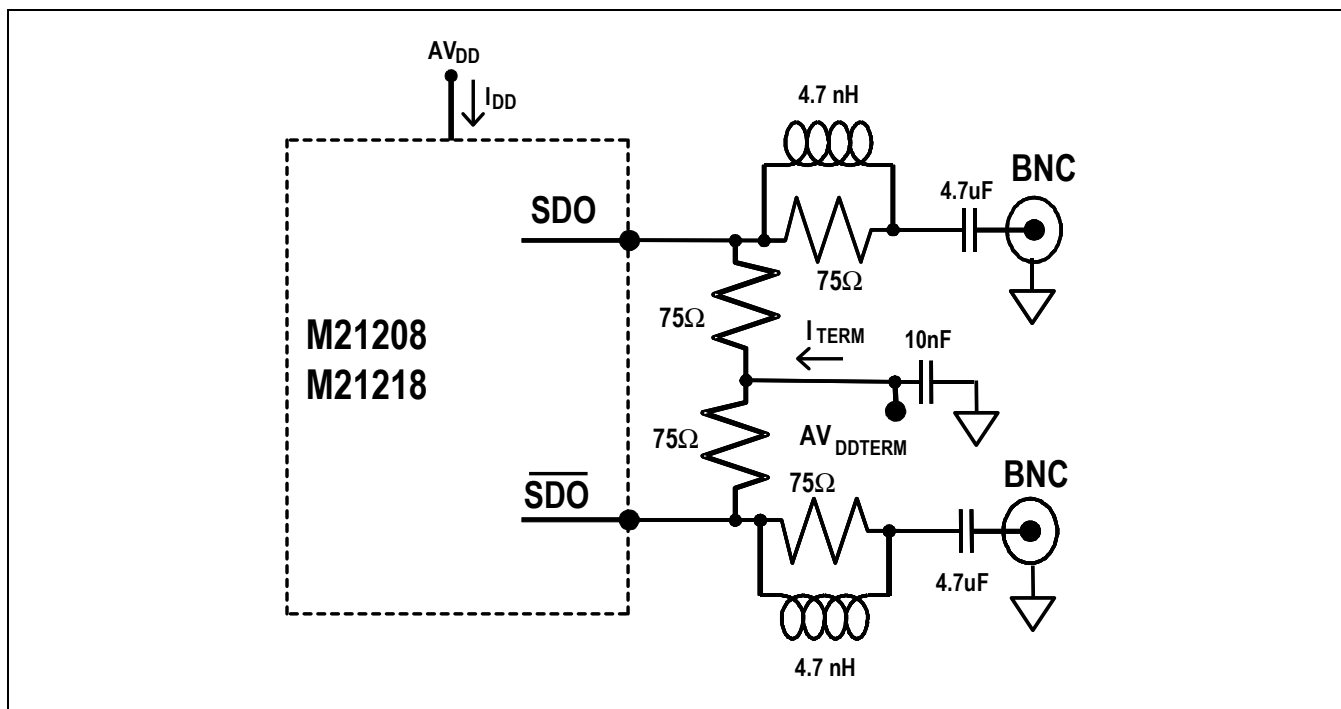 AVDD
IDD
4.7 nH
BNC
4.7uF
SDO
75Ω
75Ω
ITERM
10nF
M21208
M21218
75Ω
AVDDTERM
75Ω
BNC
SDO
4.7uF
4.7 nH